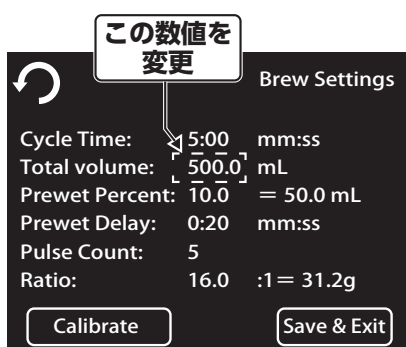 この数値を
変更
Brew Settings
Cycle Time: 5:00 mm:ss
Total volume: 500.0 mL
Prewet Percent: 10.0 = 50.0 mL
Prewet Delay: 0:20 mm:ss
Pulse Count: 5
Ratio: 16.0 :1= 31.2g
Calibrate Save & Exit